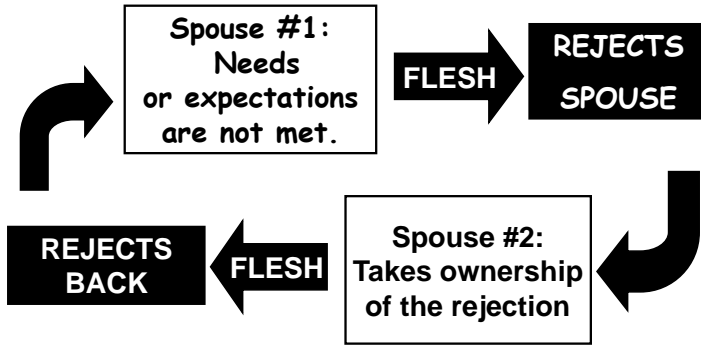 Spouse #1:
Needs
or expectations
are not met.
FLESH
REJECTS
SPOUSE
Spouse #2:
Takes ownership
of the rejection
FLESH
REJECTS
BACK